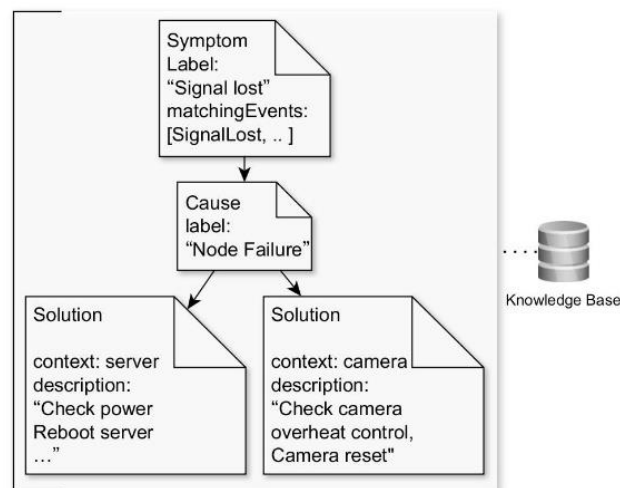 Symptom
Label:
“Signal lost”
matchingEvents:
[SignalLost, .. ]
Cause
label:
“Node Failure”
Solution
context: server
description:
“Check power
Reboot server
…”
Solution
context: camera
description:
“Check camera
overheat control,
Camera reset"
Knowledge Base